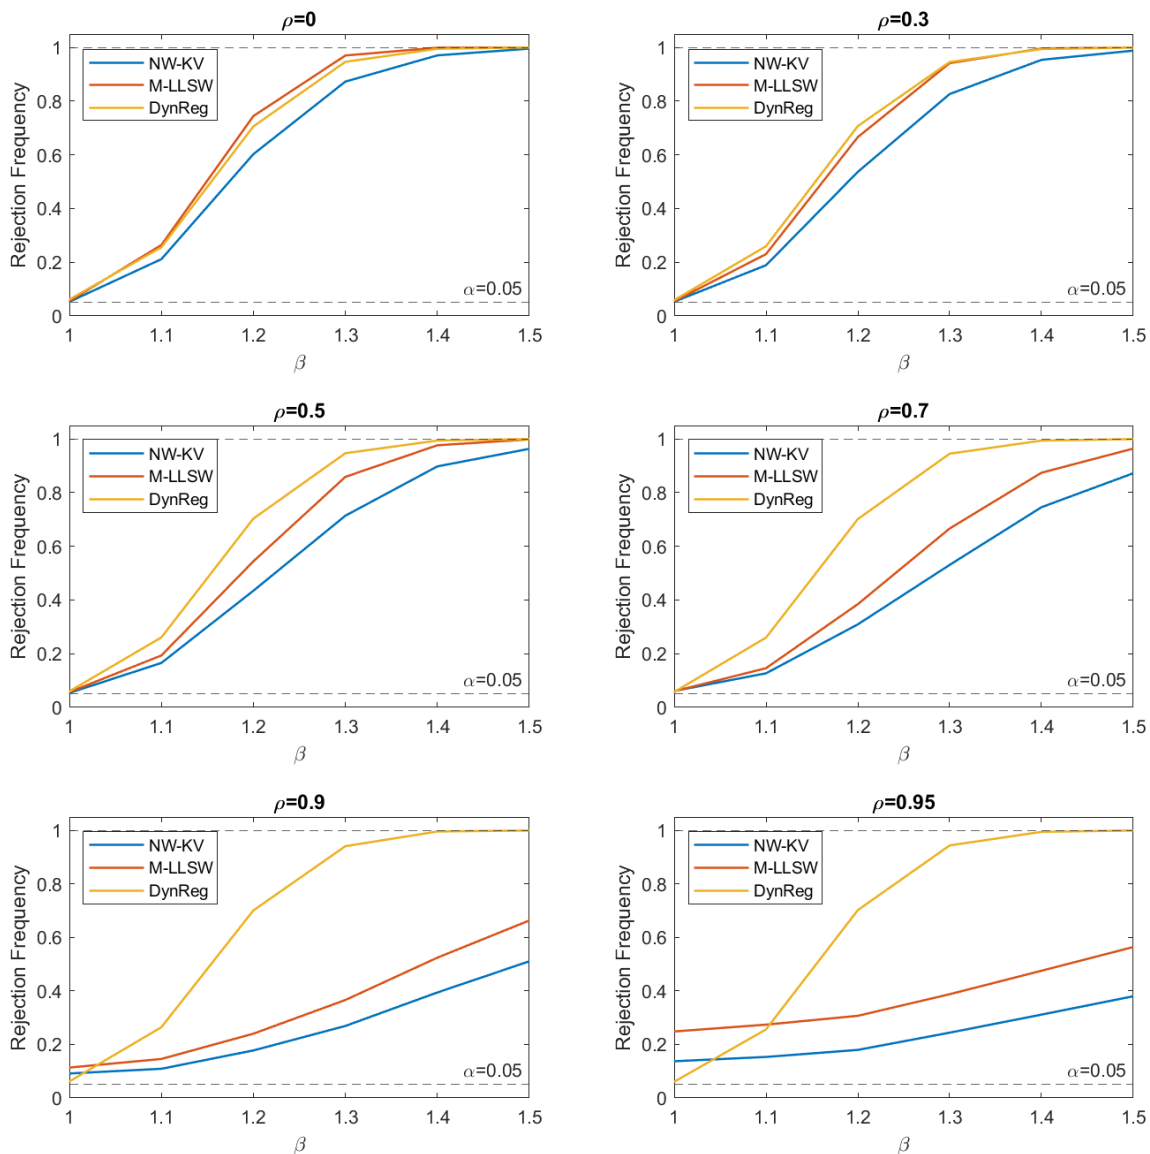 ρ=0
Rejection Frequency
1
0.8
0.6
0.4
0.2
0
NW-KV
M-LLSW
DynReg
α=0.05
1 1.1 1.2 1.3 1.4 1.5
β
ρ=0.3
Rejection Frequency
1
0.8
0.6
0.4
0.2
0
NW-KV
M-LLSW
DynReg
α=0.05
1 1.1 1.2 1.3 1.4 1.5
β
ρ=0.5
Rejection Frequency
1
0.8
0.6
0.4
0.2
0
NW-KV
M-LLSW
DynReg
α=0.05
1 1.1 1.2 1.3 1.4 1.5
β
ρ=0.7
Rejection Frequency
1
0.8
0.6
0.4
0.2
0
NW-KV
M-LLSW
DynReg
α=0.05
1 1.1 1.2 1.3 1.4 1.5
β
ρ=0.9
Rejection Frequency
1
0.8
0.6
0.4
0.2
0
NW-KV
M-LLSW
DynReg
α=0.05
1 1.1 1.2 1.3 1.4 1.5
β
ρ=0.95
Rejection Frequency
1
0.8
0.6
0.4
0.2
0
NW-KV
M-LLSW
DynReg
α=0.05
1 1.1 1.2 1.3 1.4 1.5
β